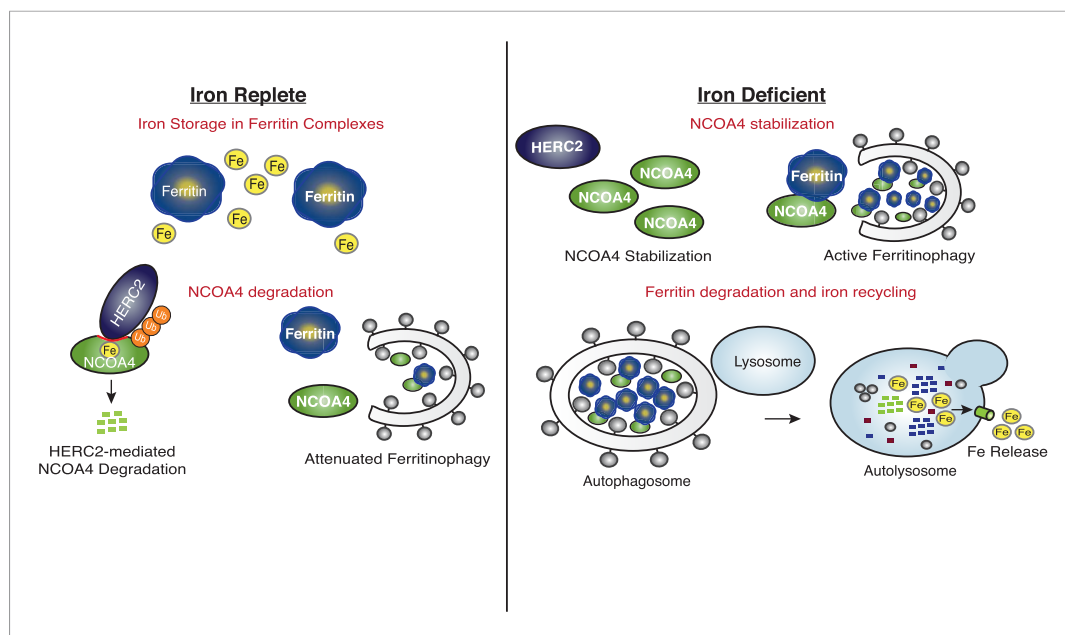 Iron Replete
Iron Storage in Ferritin Complexes
Fe
Fe
Fe
Ferritin
Ferritin
Fe
Fe
Fe
NCOA4 degradation
HERC2
Ub
Ub
Ub
Fe
NCOA4
Ferritin
NCOA4
HERC2-mediated
NCOA4 Degradation
Attenuated Ferritinophagy
Iron Deficient
NCOA4 stabilization
HERC2
NCOA4
NCOA4
NCOA4
NCOA4 Stabilization
Ferritin
NCOA4
Active Ferritinophagy
Ferritin degradation and iron recycling
Lysosome
Autophagosome
Fe
Fe
Fe
Fe
Fe
Fe
Fe
Fe Release
Autolysosome